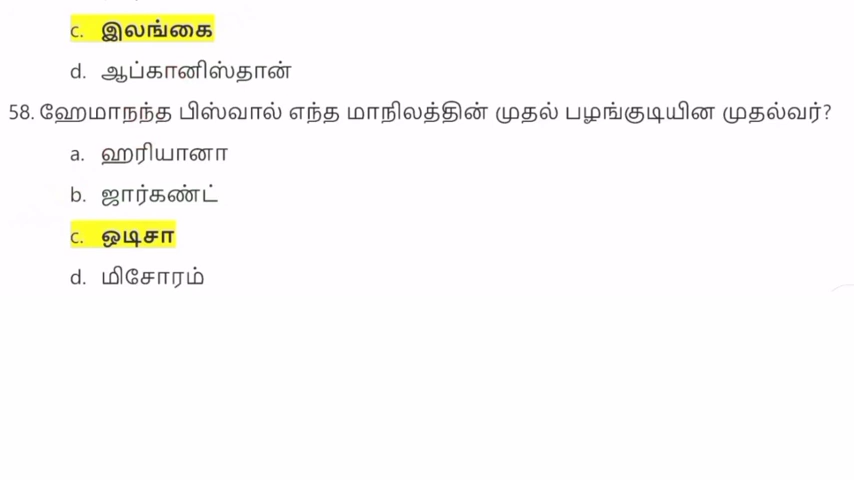 c. இலங்கை
d. ஆப்கானிஸ்தான்
58. ஹேமாநந்த பிஸ்வால் எந்த மாநிலத்தின் முதல் பழங்குடியின முதல்வர்?
a. ஹரியானா
b. ஜார்கண்ட்
c. ஒடிசா
d. மிசோரம்